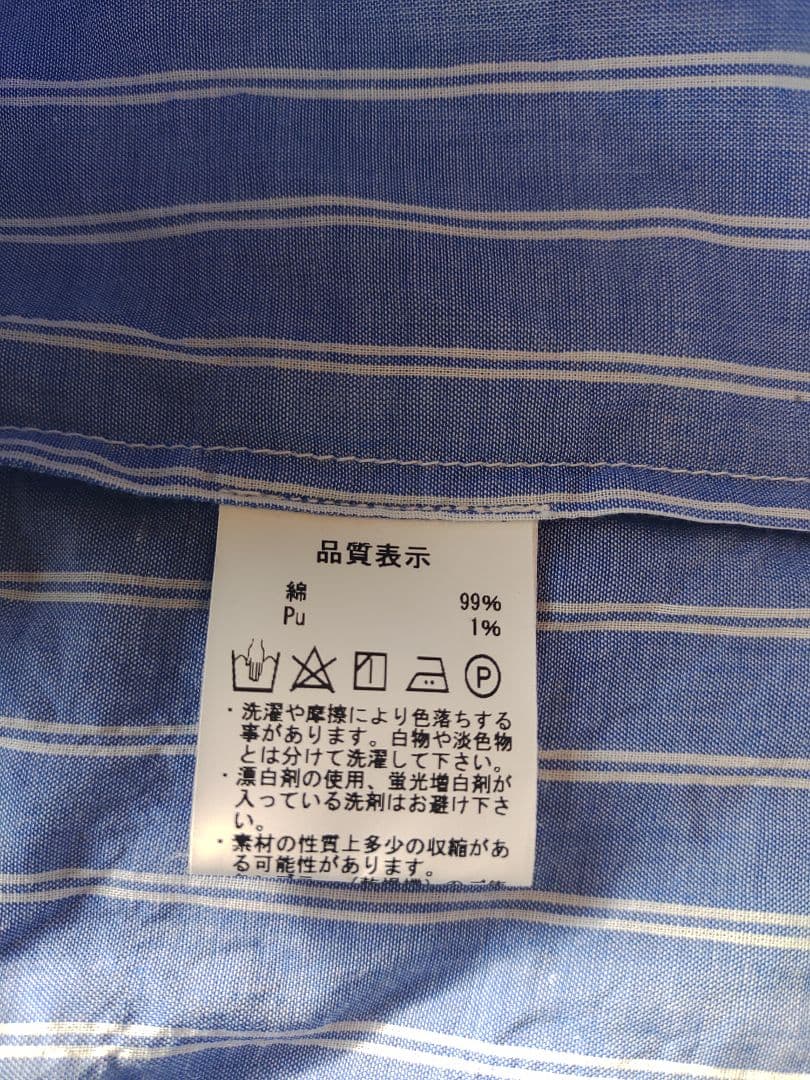 品質表示
綿 99%
Pu 1%
P
・洗濯や摩擦により色落ちする
事があります。白物や淡色物
とは分けて洗濯して下さい。
・漂白剤の使用、蛍光増白剤が
入っている洗剤はお避け下さ
い。
・素材の性質上多少の収縮があ
る可能性があります。